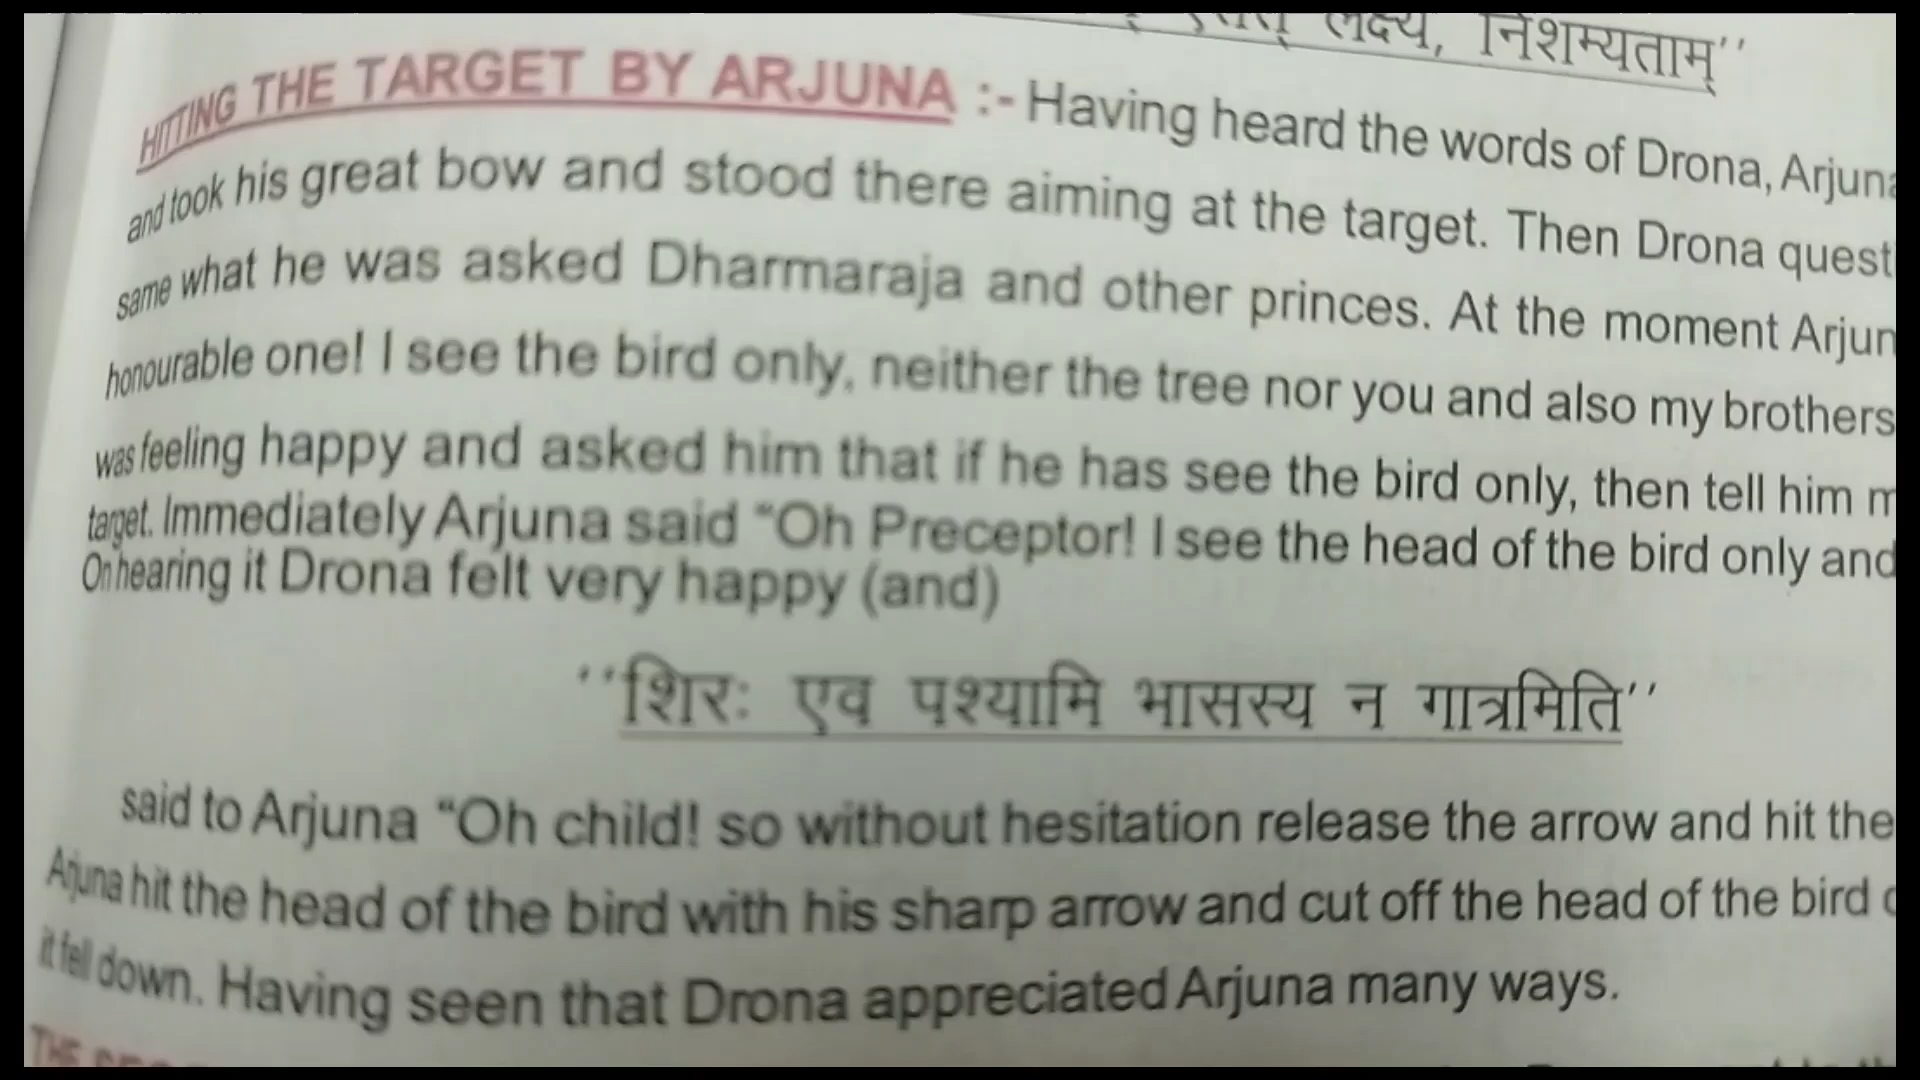 लक्ष्य, निशम्यताम्''
HITTING THE TARGET BY ARJUNA :- Having heard the words of Drona, Arjuna
and took his great bow and stood there aiming at the target. Then Drona quest
same what he was asked Dharmaraja and other princes. At the moment Arjun
honourable one! I see the bird only, neither the tree nor you and also my brothers
was feeling happy and asked him that if he has see the bird only, then tell him m
target. Immediately Arjuna said "Oh Preceptor! I see the head of the bird only and
On hearing it Drona felt very happy (and)
''शिरः एव पश्यामि भासस्य न गात्रमिति''
said to Arjuna "Oh child! so without hesitation release the arrow and hit the
Arjuna hit the head of the bird with his sharp arrow and cut off the head of the bird
it fell down. Having seen that Drona appreciated Arjuna many ways.
THE